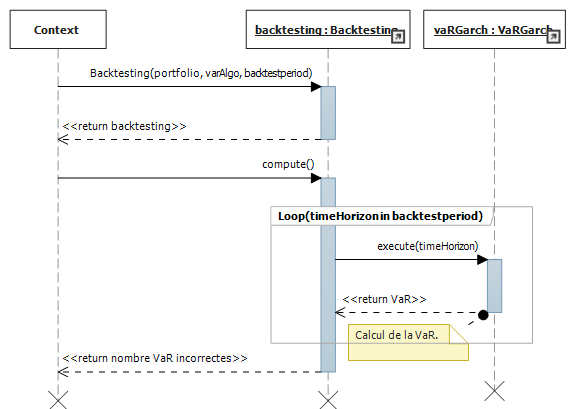 Context
backtesting : Backtesting
vaRGarch : VaRGarch
Backtesting(portfolio, varAlgo, backtestperiod)
<<return backtesting>>
compute()
Loop(timeHorizon in backtestperiod)
execute(timeHorizon)
<<return VaR>>
Calcul de la VaR.
<<return nombre VaR incorrectes>>